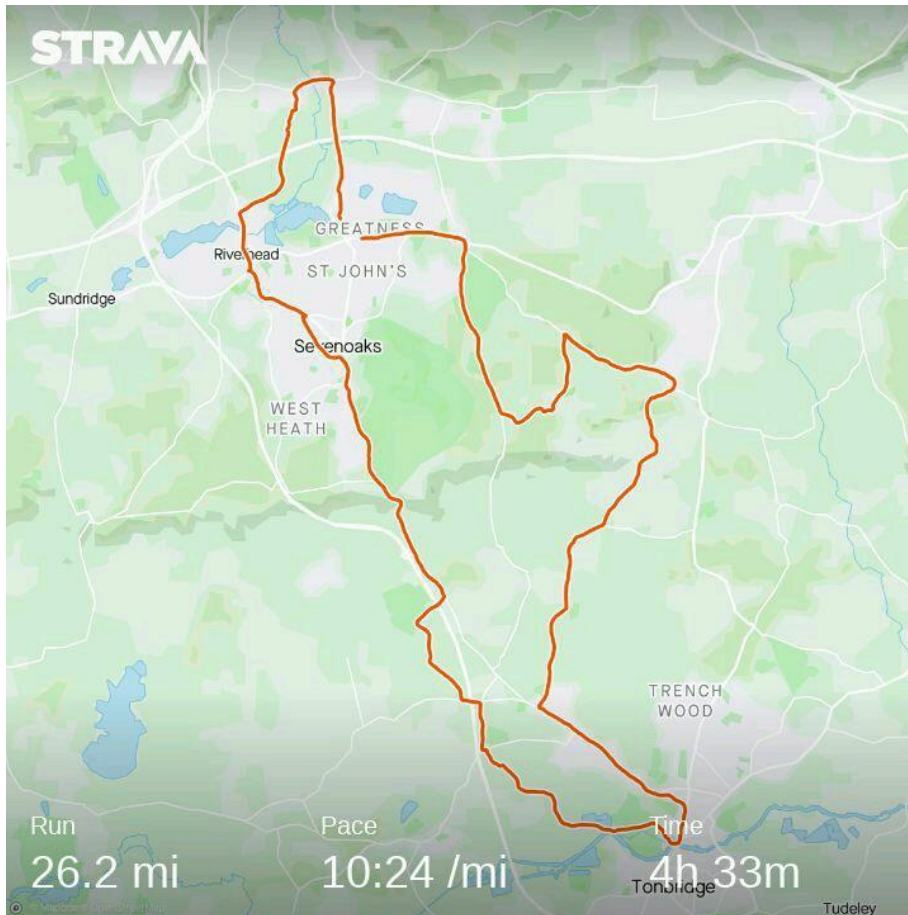 STRAVA
GREATNESS
Riverhead
ST JOHN'S
Sundridge
Sevenoaks
WEST
HEATH
TRENCH
WOOD
Run
Pace
Time
26.2 mi
10:24 /mi
4h 33m
Tonbridge
Tudeley